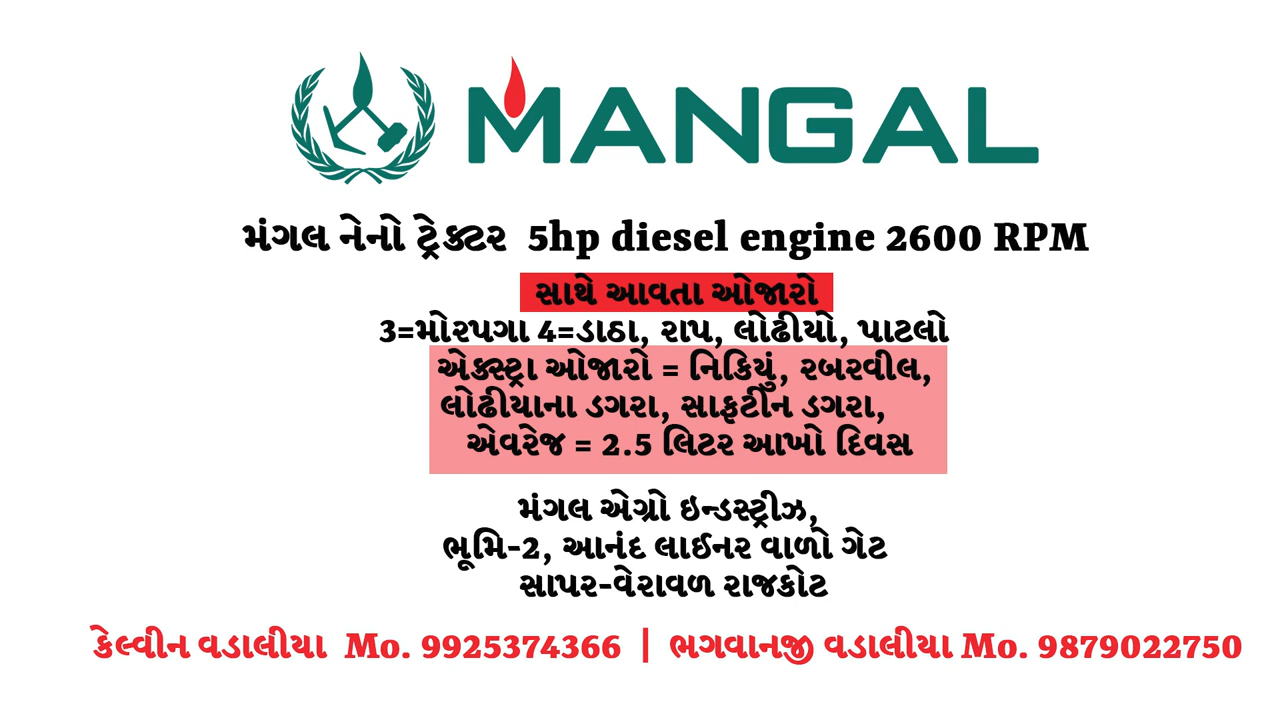 MANGAL
મંગલ નેનો ટ્રેક્ટર 5hp diesel engine 2600 RPM
સાથે આવતા ઓજારો
3=મોરપગા 4=ડાઠા, રાપ, લોઢીયો, પાટલો
એક્સ્ટ્રા ઓજારો = નિકિયું, રબરવીલ,
લોઢીયાના ડગરા, સાફટીન ડગરા,
એવરેજ = 2.5 લિટર આખો દિવસ
મંગલ એગ્રો ઇન્ડસ્ટ્રીઝ,
ભૂમિ-2, આનંદ લાઈનર વાળો ગેટ
સાપર-વેરાવળ રાજકોટ
કેલ્વીન વડાલીયા Mo. 9925374366 | ભગવાનજી વડાલીયા Mo. 9879022750